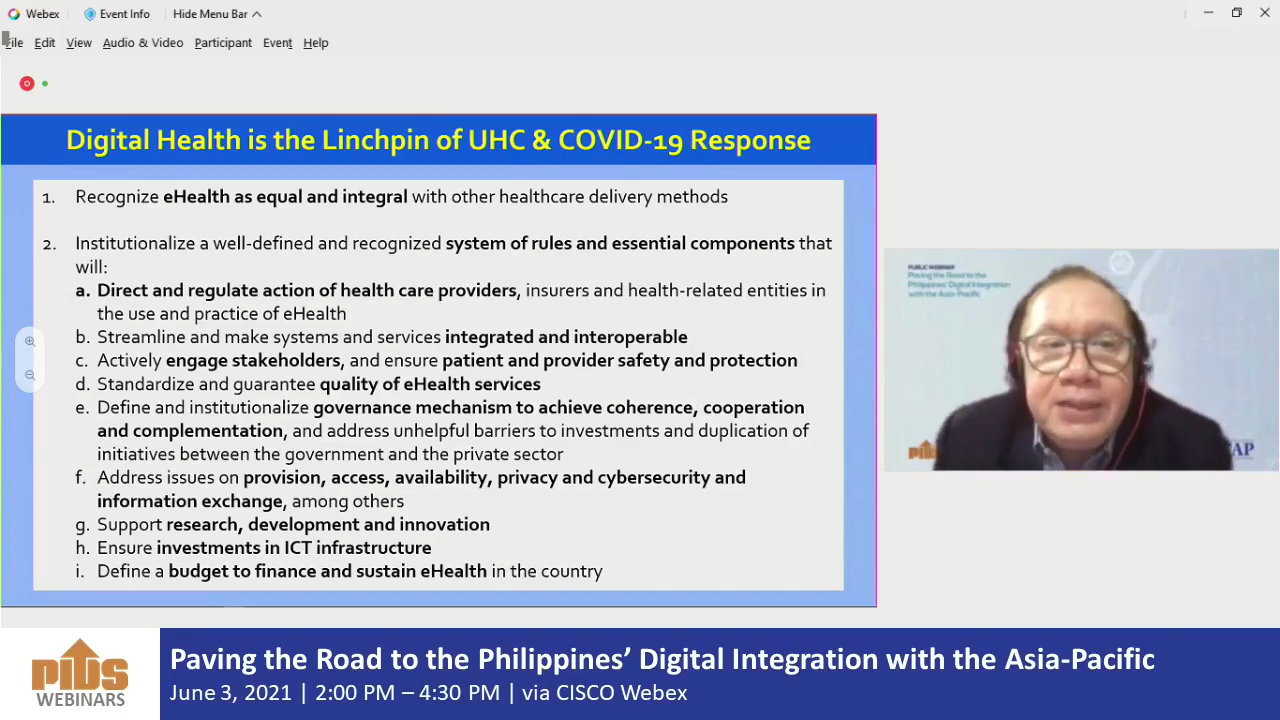 Webex
Event Info
Hide Menu Bar
File Edit View Audio & Video Participant Event Help
Digital Health is the Linchpin of UHC & COVID-19 Response
1. Recognize eHealth as equal and integral with other healthcare delivery methods
2. Institutionalize a well-defined and recognized system of rules and essential components that
will:
a. Direct and regulate action of health care providers, insurers and health-related entities in
the use and practice of eHealth
b. Streamline and make systems and services integrated and interoperable
c. Actively engage stakeholders, and ensure patient and provider safety and protection
d. Standardize and guarantee quality of eHealth services
e. Define and institutionalize governance mechanism to achieve coherence, cooperation
and complementation, and address unhelpful barriers to investments and duplication of
initiatives between the government and the private sector
f. Address issues on provision, access, availability, privacy and cybersecurity and
information exchange, among others
g. Support research, development and innovation
h. Ensure investments in ICT infrastructure
i. Define a budget to finance and sustain eHealth in the country
PUBLIC WEBINAR
Paving the Road to the
Philippines' Digital Integration
with the Asia-Pacific
AP
PIDS
WEBINARS
Paving the Road to the Philippines’ Digital Integration with the Asia-Pacific
June 3, 2021 | 2:00 PM – 4:30 PM | via CISCO Webex